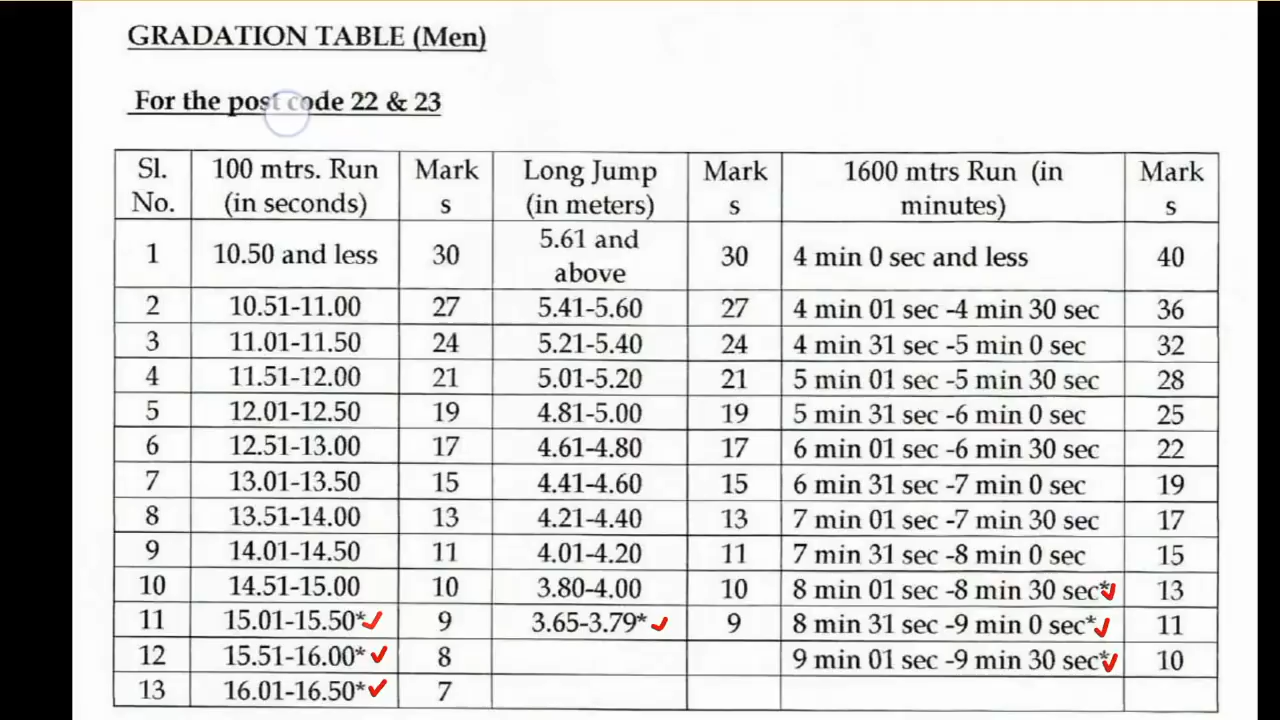 GRADATION TABLE (Men)
For the post code 22 & 23
Sl. No. 100 mtrs. Run (in seconds) Mark s Long Jump (in meters) Mark s 1600 mtrs Run (in minutes) Mark s
1 10.50 and less 30 5.61 and above 30 4 min 0 sec and less 40
2 10.51-11.00 27 5.41-5.60 27 4 min 01 sec -4 min 30 sec 36
3 11.01-11.50 24 5.21-5.40 24 4 min 31 sec -5 min 0 sec 32
4 11.51-12.00 21 5.01-5.20 21 5 min 01 sec -5 min 30 sec 28
5 12.01-12.50 19 4.81-5.00 19 5 min 31 sec -6 min 0 sec 25
6 12.51-13.00 17 4.61-4.80 17 6 min 01 sec -6 min 30 sec 22
7 13.01-13.50 15 4.41-4.60 15 6 min 31 sec -7 min 0 sec 19
8 13.51-14.00 13 4.21-4.40 13 7 min 01 sec -7 min 30 sec 17
9 14.01-14.50 11 4.01-4.20 11 7 min 31 sec -8 min 0 sec 15
10 14.51-15.00 10 3.80-4.00 10 8 min 01 sec -8 min 30 sec* 13
11 15.01-15.50* 9 3.65-3.79* 9 8 min 31 sec -9 min 0 sec* 11
12 15.51-16.00* 8 9 min 01 sec -9 min 30 sec* 10
13 16.01-16.50* 7